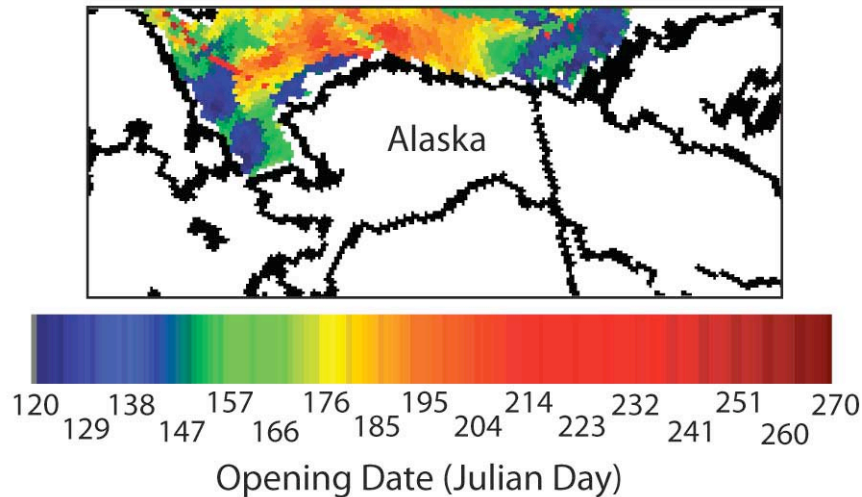 Alaska
120 138 157 176 195 214 232 251 270
129 147 166 185 204 223 241 260
Opening Date (Julian Day)